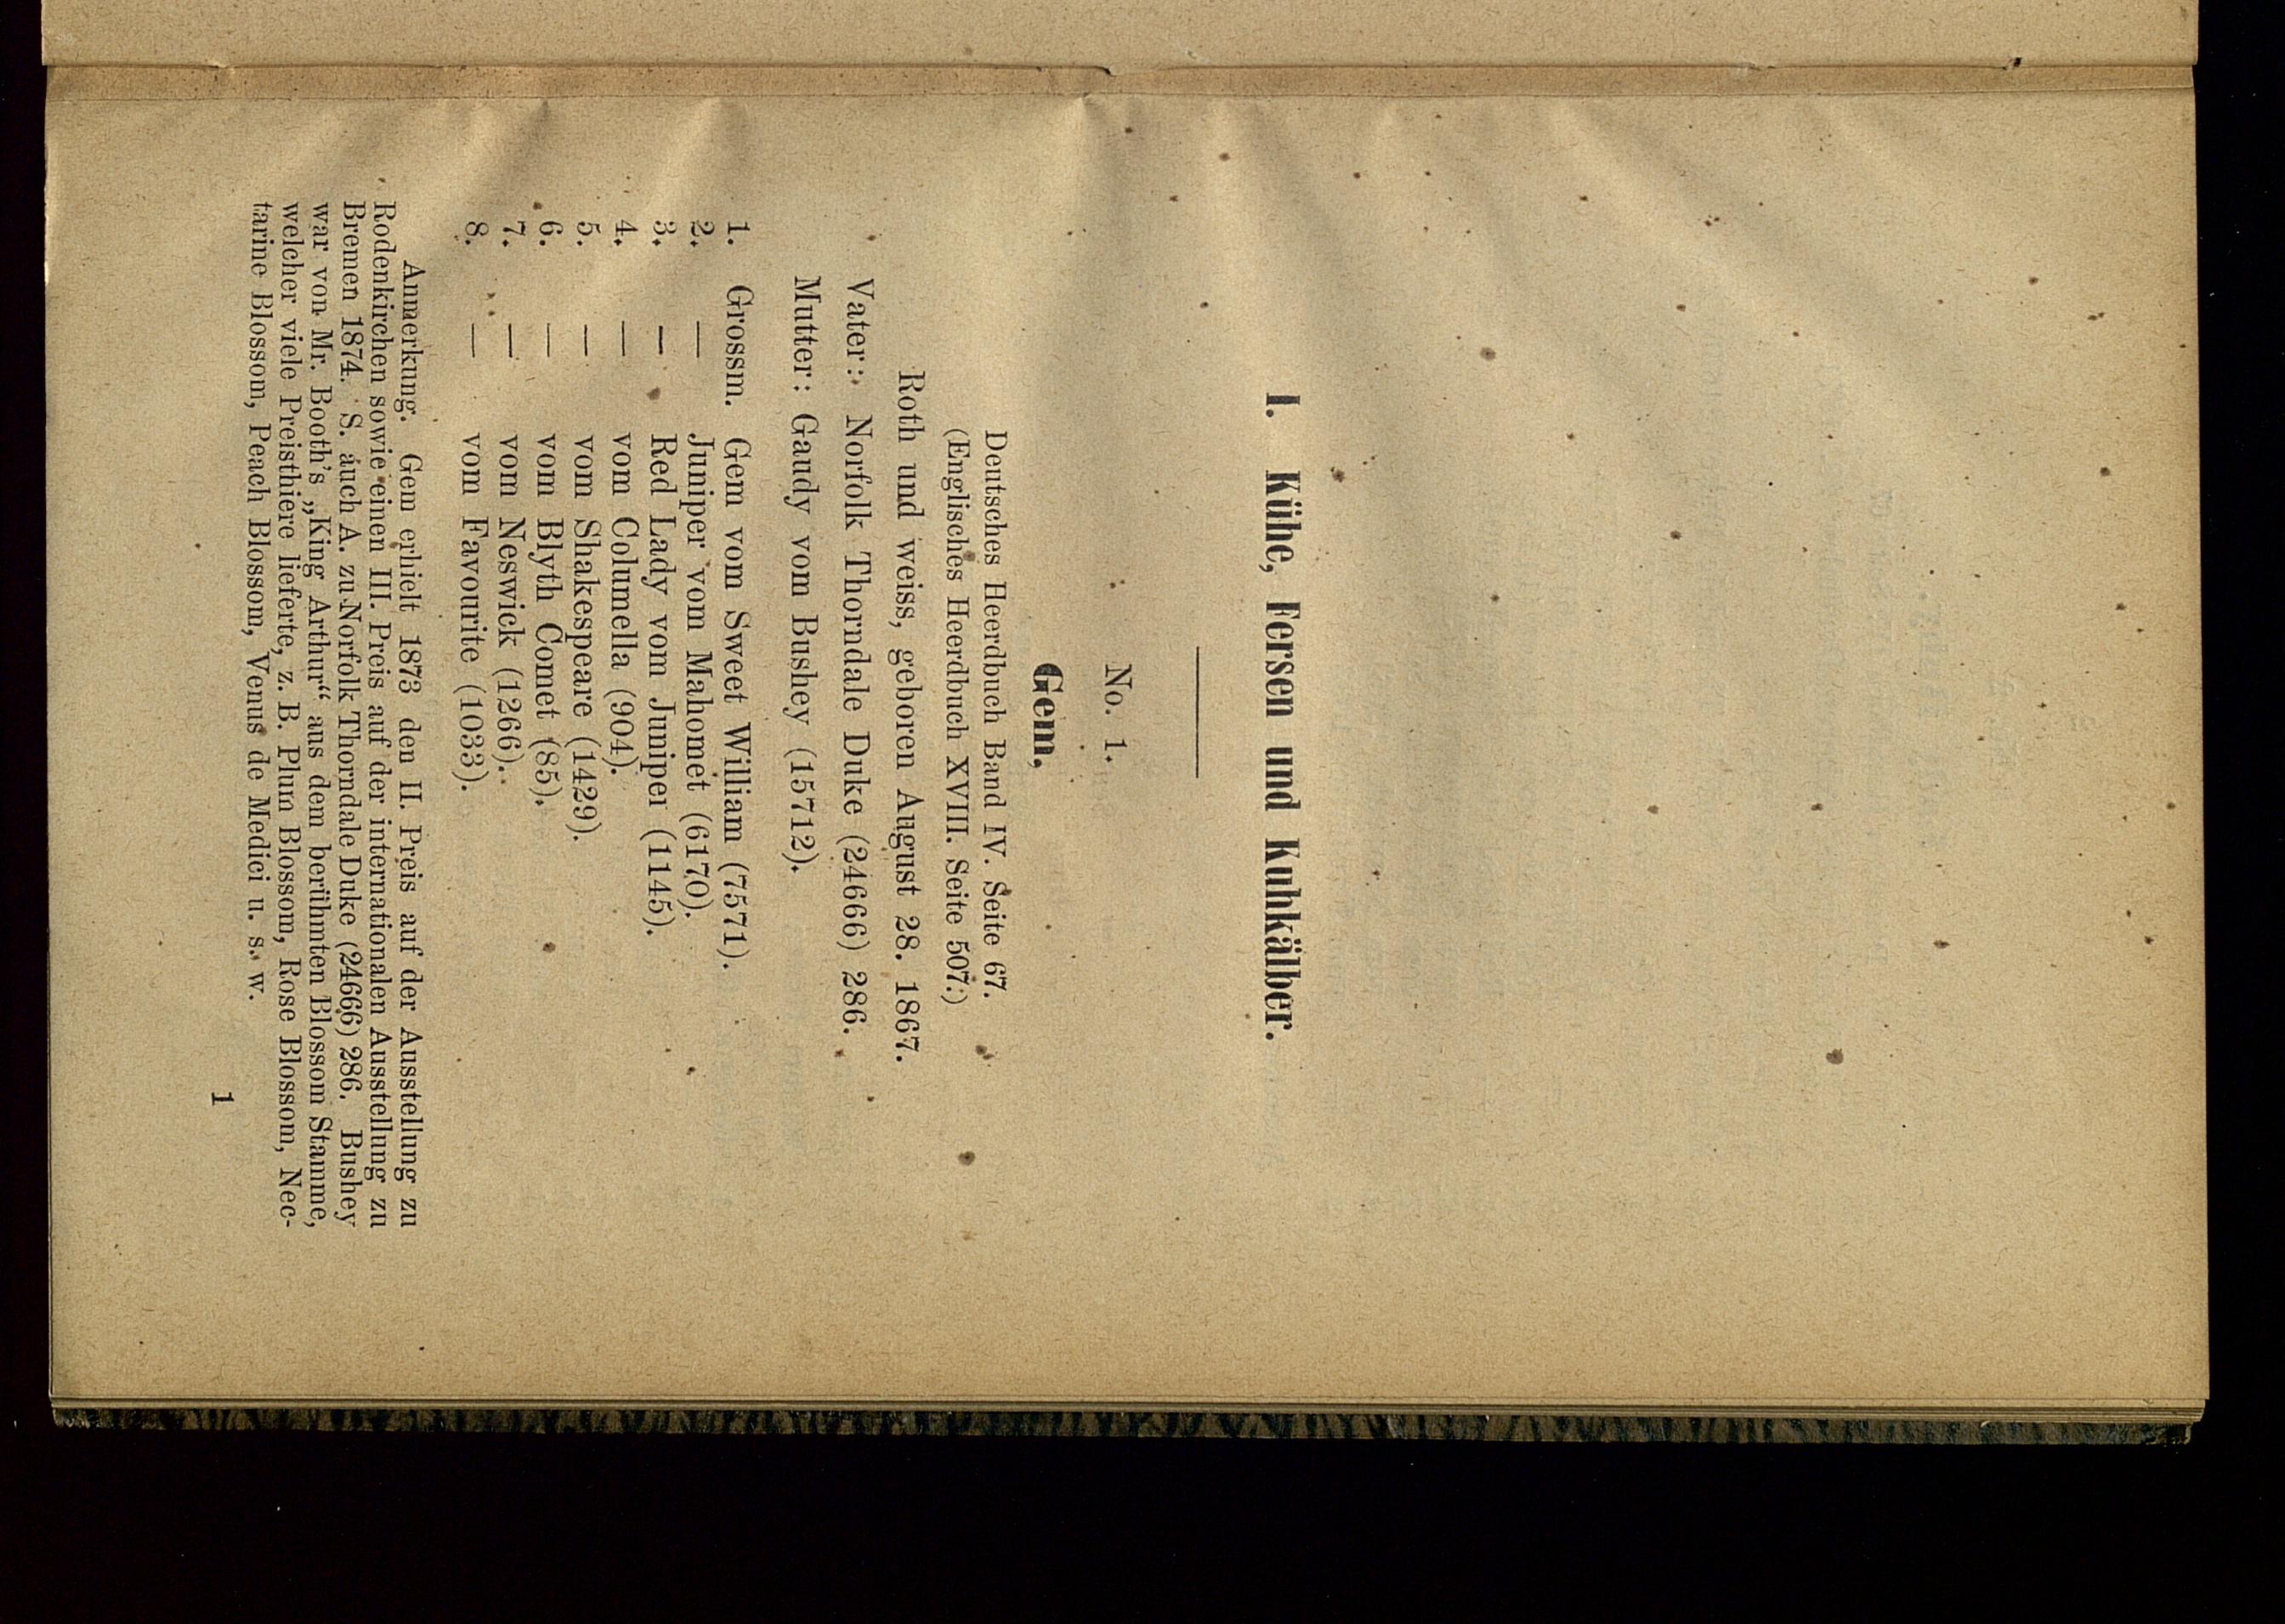 I. Kühe, Fersen und Kuhkälber.
No. 1.
Gem.
Deutsches Heerdbuch Band IV. Seite 67.
(Englisches Heerdbuch XVIII. Seite 507.)
Roth und weiss, geboren August 28. 1867.
Vater: Norfolk Thorndale Duke (24666) 286.
Mutter: Gaudy vom Bushey (15712).
1. Grossm. Gem vom Sweet William (7571).
2. — Juniper vom Mahomet (6170).
3. — Red Lady vom Juniper (1145).
4. — vom Columella (904).
5. — vom Shakespeare (1429).
6. — vom Blyth Comet (85).
7. — vom Neswick (1266).
8. — vom Favourite (1033).
Anmerkung. Gem erhielt 1873 den II. Preis auf der Ausstellung zu
Rodenkirchen sowie einen III. Preis auf der internationalen Ausstellung zu
Bremen 1874. S. auch A. zu Norfolk Thorndale Duke (24666) 286. Bushey
war von Mr. Booth's „King Arthur“ aus dem berühmten Blossom Stamme,
welcher viele Preisthiere lieferte, z. B. Plum Blossom, Rose Blossom, Nec-
tarine Blossom, Peach Blossom, Venus de Medici u. s. w.
1